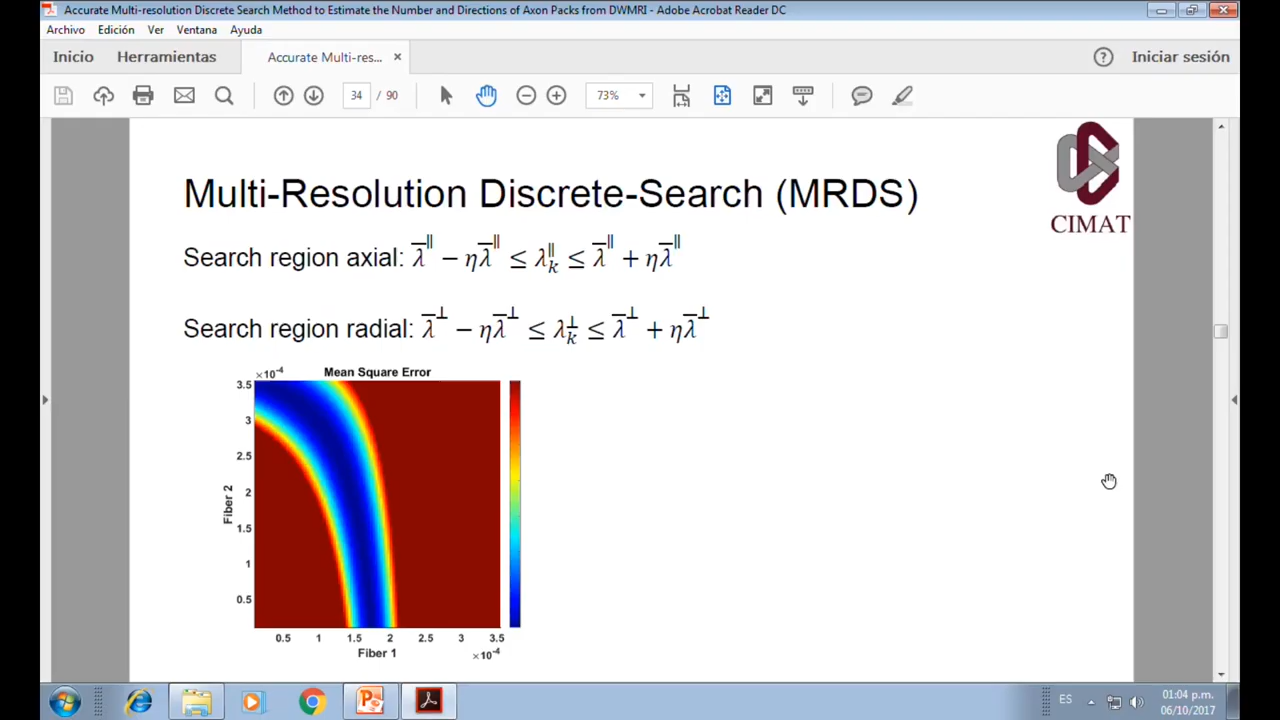 Accurate Multi-resolution Discrete Search Method to Estimate the Number and Directions of Axon Packs from DWMRI - Adobe Acrobat Reader DC
Archivo Edición Ver Ventana Ayuda
Inicio Herramientas Accurate Multi-res... × ? Iniciar sesión
34 / 90 73%
CIMAT
Multi-Resolution Discrete-Search (MRDS)
Search region axial: λ̅^∥ − ηλ̅^∥ ≤ λ_k^∥ ≤ λ̅^∥ + ηλ̅^∥
Search region radial: λ̅^⊥ − ηλ̅^⊥ ≤ λ_k^⊥ ≤ λ̅^⊥ + ηλ̅^⊥
×10⁻⁴ Mean Square Error
3.5
3
2.5
2
1.5
1
0.5
Fiber 2
0.5 1 1.5 2 2.5 3 3.5
Fiber 1 ×10⁻⁴
ES 01:04 p.m.
06/10/2017